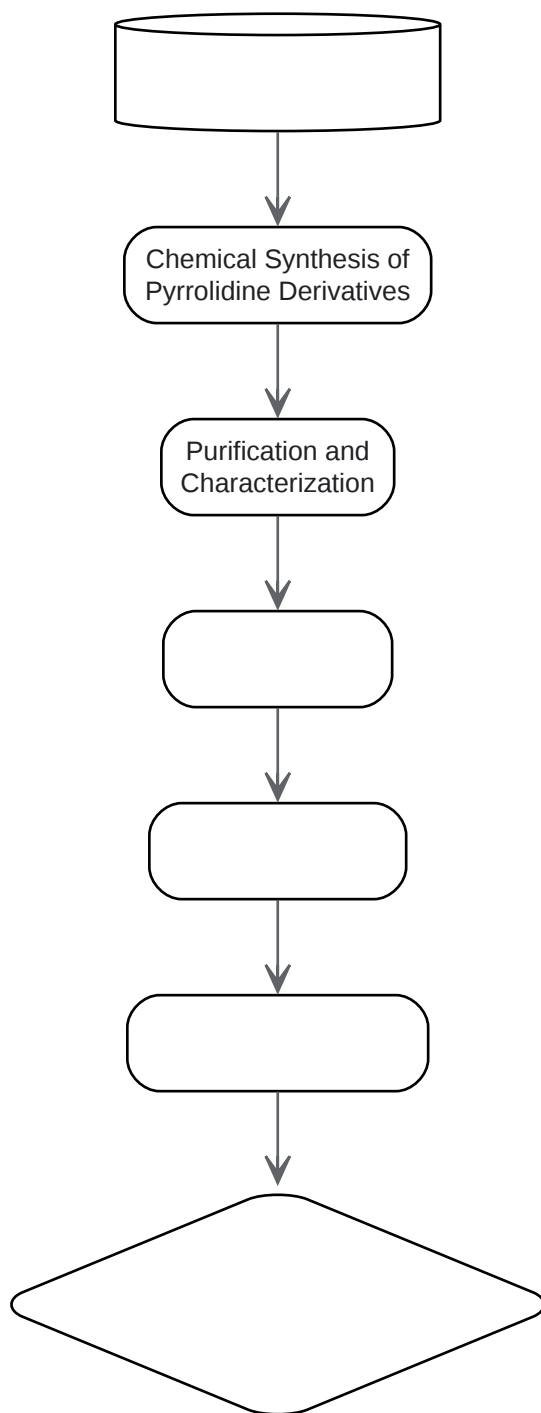 Chemical Synthesis of
Pyrrolidine Derivatives
Purification and
Characterization